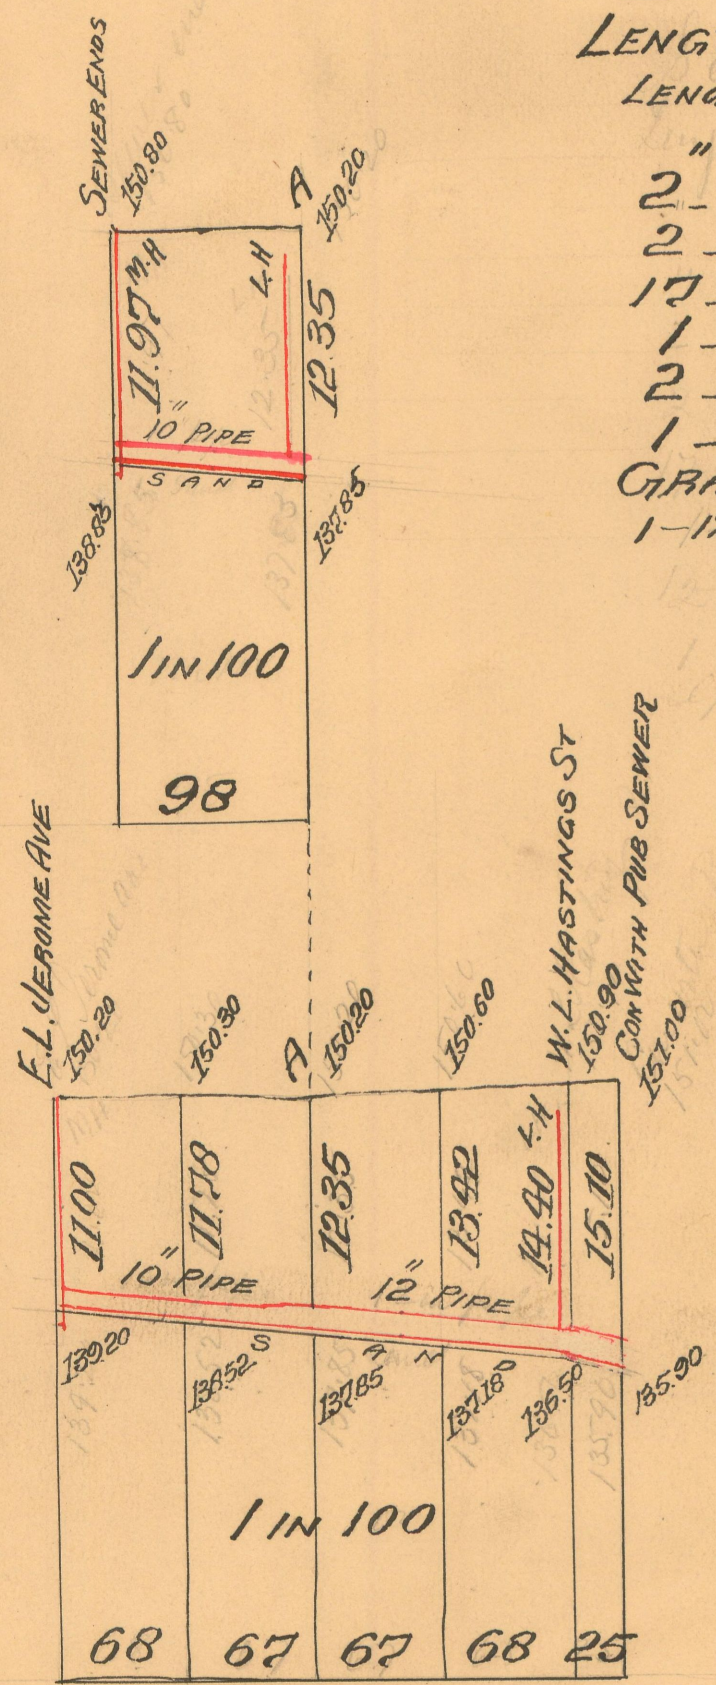 SEWER ENDS
150.80
A
150.20
11.97 M.H
L.H
12.35
10" PIPE
SAND
138.83
137.85
1 IN 100
98
LENG
LENG
"
2"-
2-
17-
1-
2-
1-
GRA
1-IN
E.L. JEROME AVE
150.20
150.30
A
150.20
150.60
W.L. HASTINGS ST
150.90
CON WITH PUB SEWER
151.00
11.00
11.78
12.35
13.42
14.40 L.H
15.10
10" PIPE
12" PIPE
SAND
139.20
138.52
137.85
137.18
136.50
135.90
1 IN 100
68
67
67
68
25